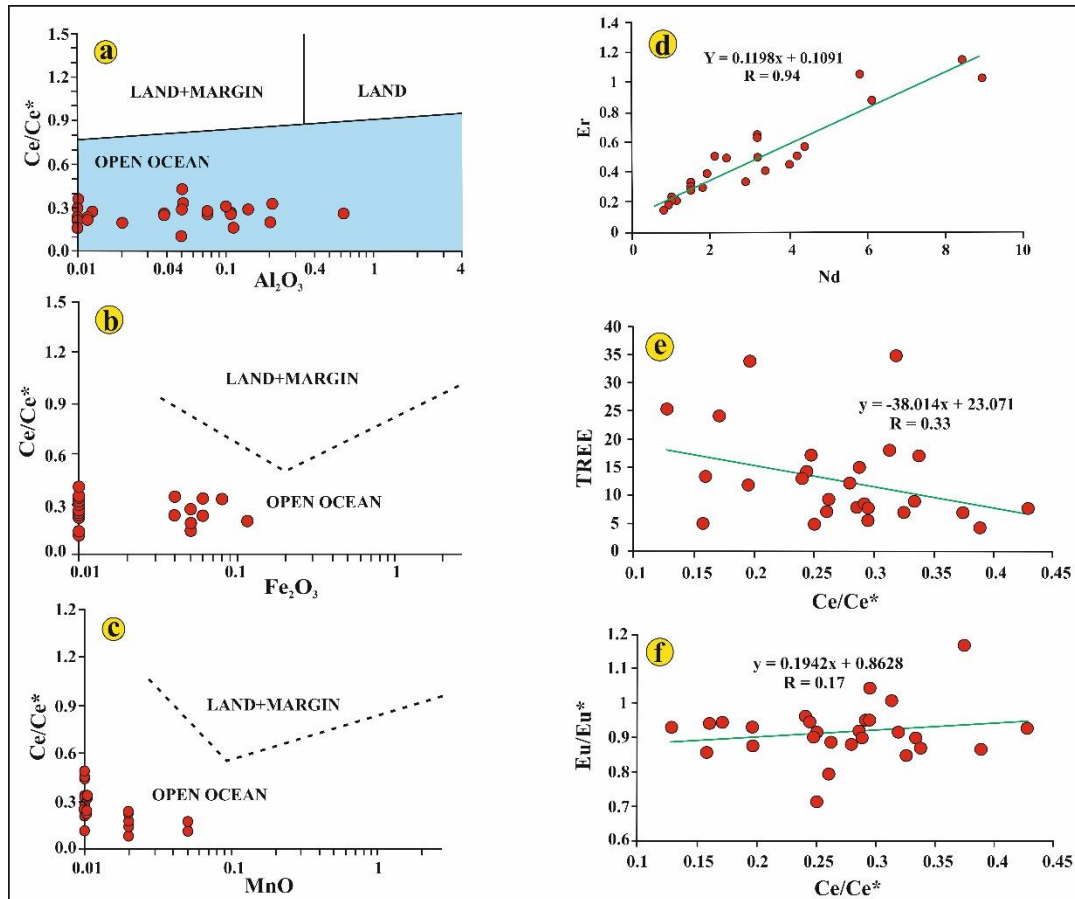 a
1.5
1.2
0.9
0.6
0.3
0.0
Ce/Ce*
LAND+MARGIN
LAND
OPEN OCEAN
0.01
0.04
0.1
0.4
1
4
Al₂O₃
b
1.5
1.2
0.9
0.6
0.3
0.0
Ce/Ce*
LAND+MARGIN
OPEN OCEAN
0.01
0.1
1
Fe₂O₃
c
1.2
1.2
0.9
0.6
0.3
0.0
Ce/Ce*
LAND+MARGIN
OPEN OCEAN
0.01
0.1
1
MnO
d
1.4
1.2
1
0.8
0.6
0.4
0.2
0
Er
Y = 0.1198x + 0.1091
R = 0.94
0
2
4
6
8
10
Nd
e
40
35
30
25
20
15
10
5
0
TREE
y = -38.014x + 23.071
R = 0.33
0.1
0.15
0.2
0.25
0.3
0.35
0.4
0.45
Ce/Ce*
f
1.2
1.1
1
0.9
0.8
0.7
0.6
Eu/Eu*
y = 0.1942x + 0.8628
R = 0.17
0.1
0.15
0.2
0.25
0.3
0.35
0.4
0.45
Ce/Ce*